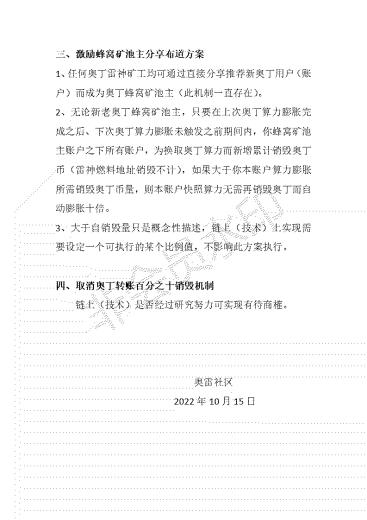 三、激励蜂窝矿池主分享布道方案
1、任何奥丁雷神矿工均可通过直接分享推荐新奥丁用户（账
户）而成为奥丁蜂窝矿池主（此机制一直存在）。
2、无论新老奥丁蜂窝矿池主，只要在上次奥丁算力膨胀完
成之后、下次奥丁算力膨胀未触发之前期间内，你蜂窝矿池
主账户之下所有账户，为换取奥丁算力而新增累计销毁奥丁
币（雷神燃料地址销毁不计），如果大于你本账户算力膨胀
所需销毁奥丁币量，则本账户快照算力无需再销毁奥丁而自
动膨胀十倍。
3、大于自销毁量只是概念性描述，链上（技术）上实现需
要设定一个可执行的某个比例值，不影响此方案执行。
四、取消奥丁转账百分之十销毁机制
链上（技术）是否经过研究努力可实现有待商榷。
奥雷社区
2022 年 10 月 15 日
非会员水印